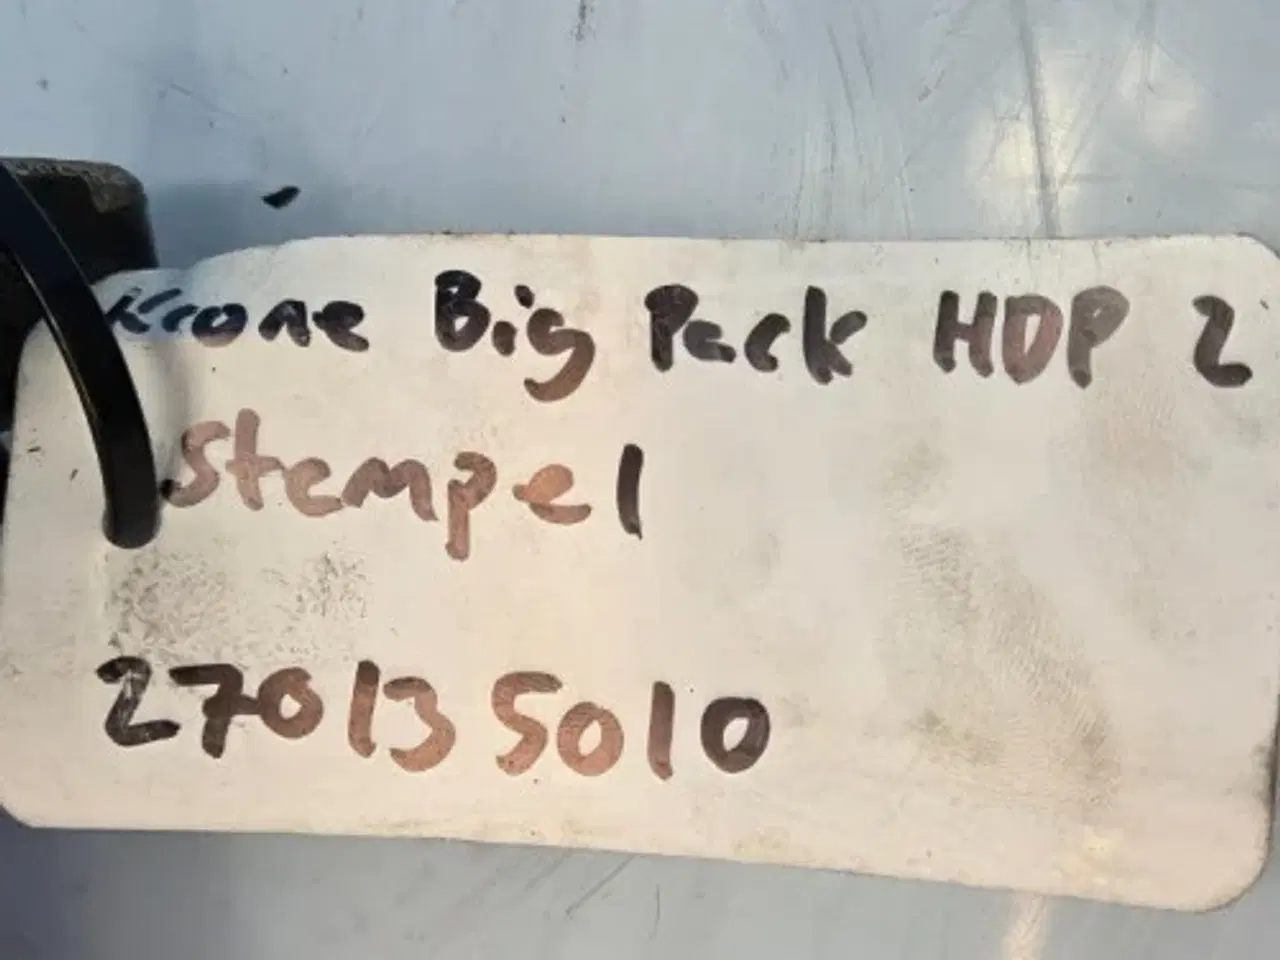 Krone Big Pack HDP 2
Stempel
270135010